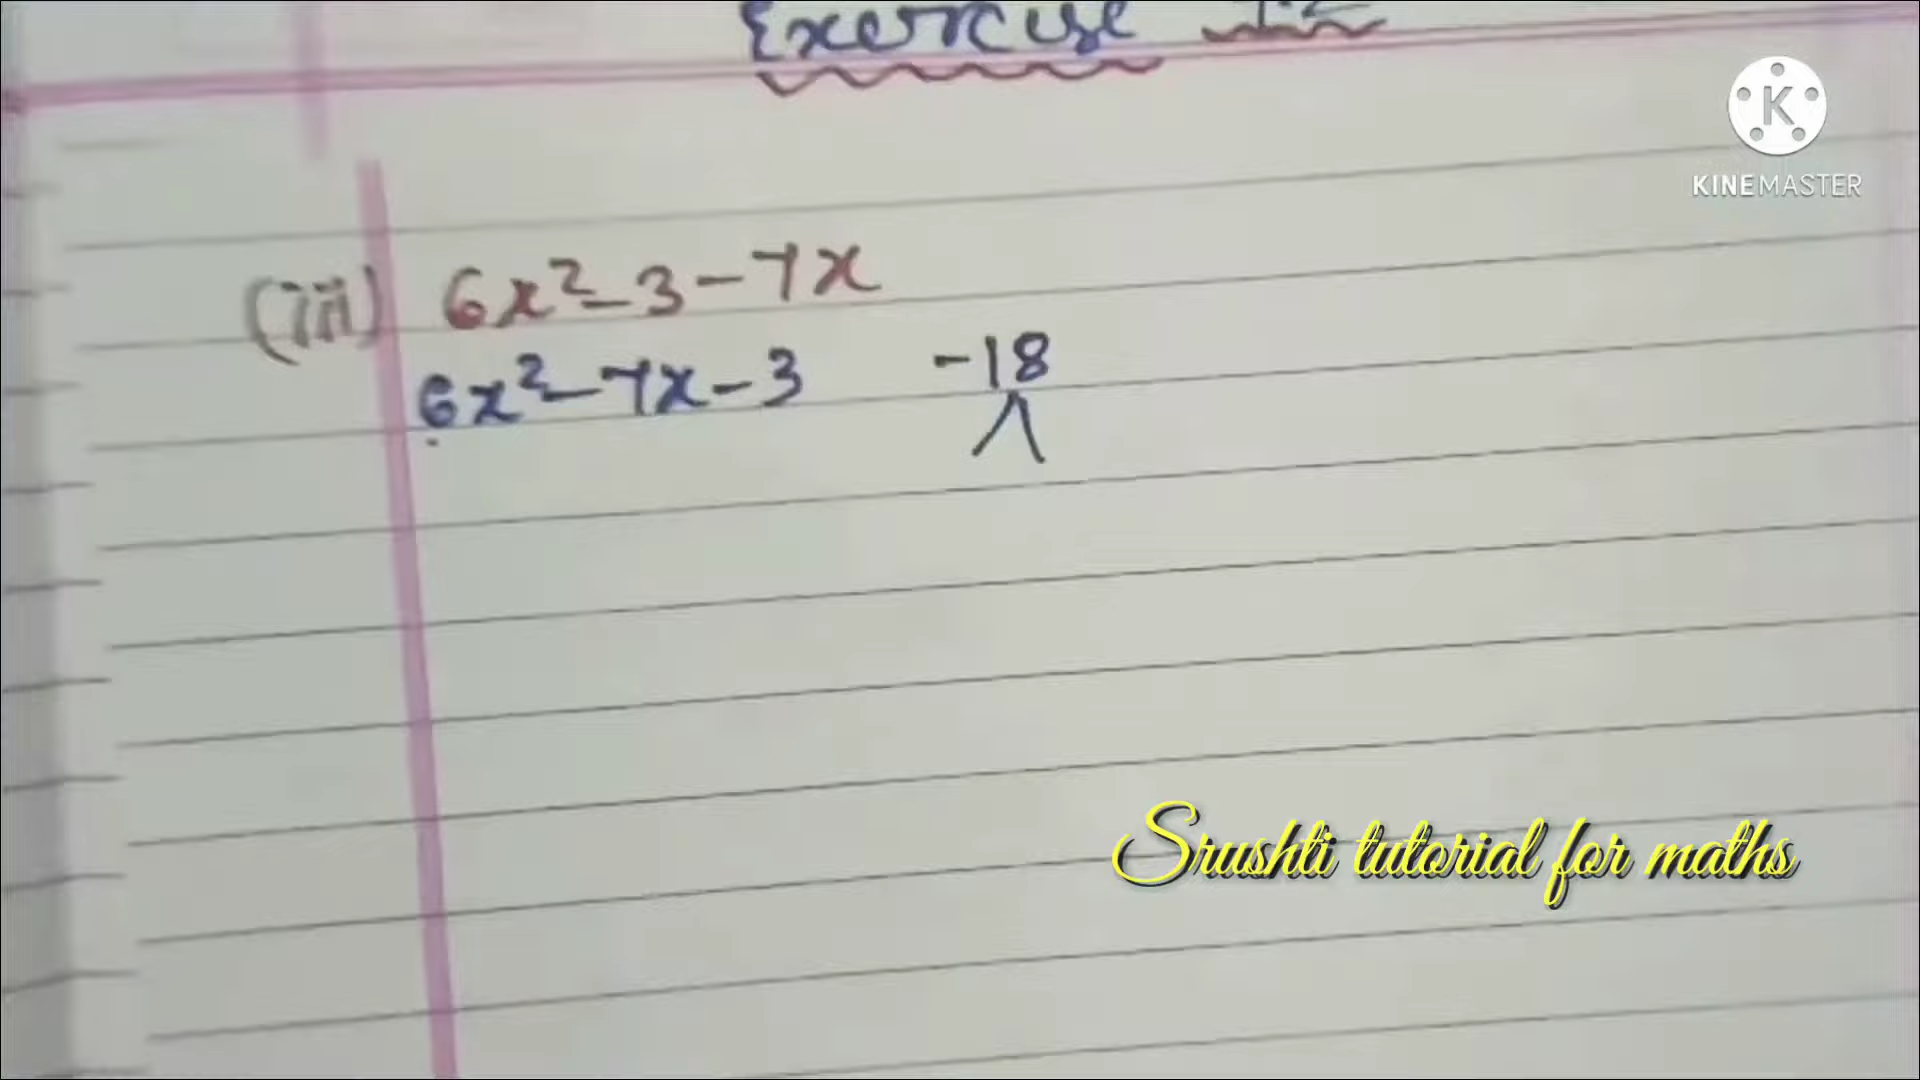 Exercise
KINEMASTER
(iii) 6x²-3-7x
6x²-7x-3 -18
Srushti tutorial for maths